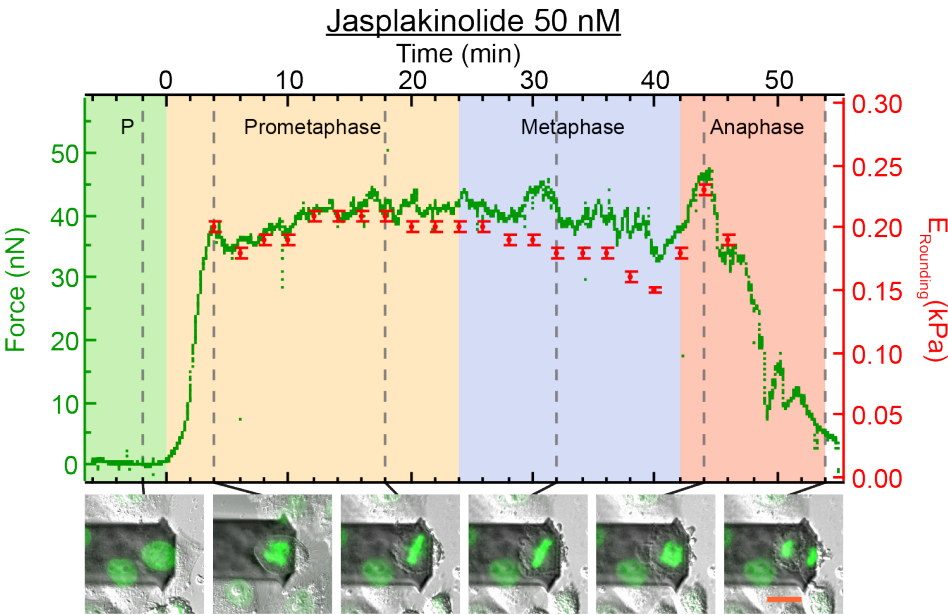 Jasplakinolide 50 nM
Time (min)
0 10 20 30 40 50
P Prometaphase Metaphase Anaphase
Force (nN)
50
40
30
20
10
0
0.30
0.25
0.20
0.15
0.10
0.05
0.00
E Rounding (kPa)